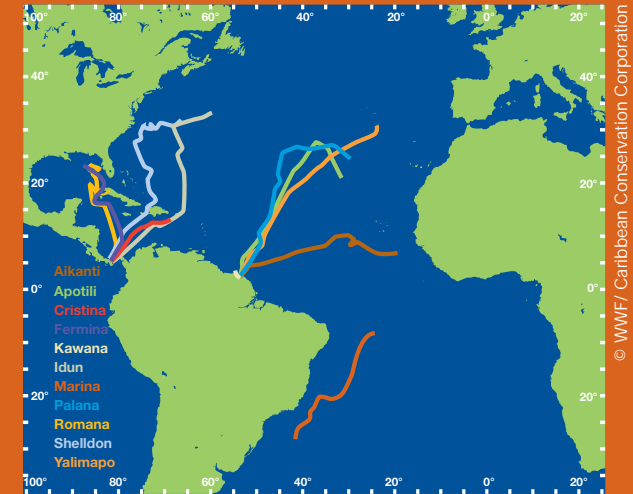 100° 80° 60° 40° 20° 0° 20°
40° 40°
20° 20°
0° 0°
20° 20°
100° 80° 60° 40° 20° 0° 20°
Akanti
Apotili
Cristina
Fermina
Kawana
Idun
Marina
Palana
Romana
Shelldon
Yalimapo
© WWF/ Caribbean Conservation Corporation